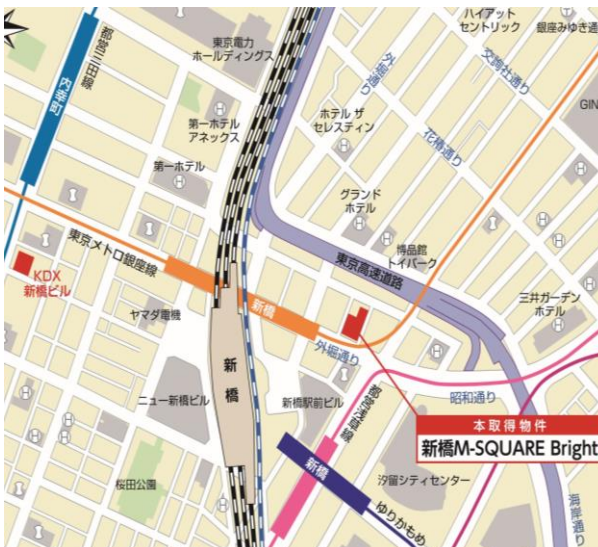 ハイアット
セントリック
銀座みゆき通
都営三田線
東京電力
ホールディングス
外堀通り
交詢社通り
内幸町
第一ホテル
アネックス
ホテル ザ
セレスティン
花椿通り
GIN
第一ホテル
グランド
ホテル
東京メトロ銀座線
博品館
トイパーク
東京高速道路
KDX
新橋ビル
新橋
三井ガーデン
ホテル
ヤマダ電機
外堀通り
新橋
ニュー新橋ビル
新橋駅前ビル
都営浅草線
昭和通り
本取得物件
新橋M-SQUARE Bright
新橋
桜田公園
汐留シティセンター
ゆりかもめ
海岸通り